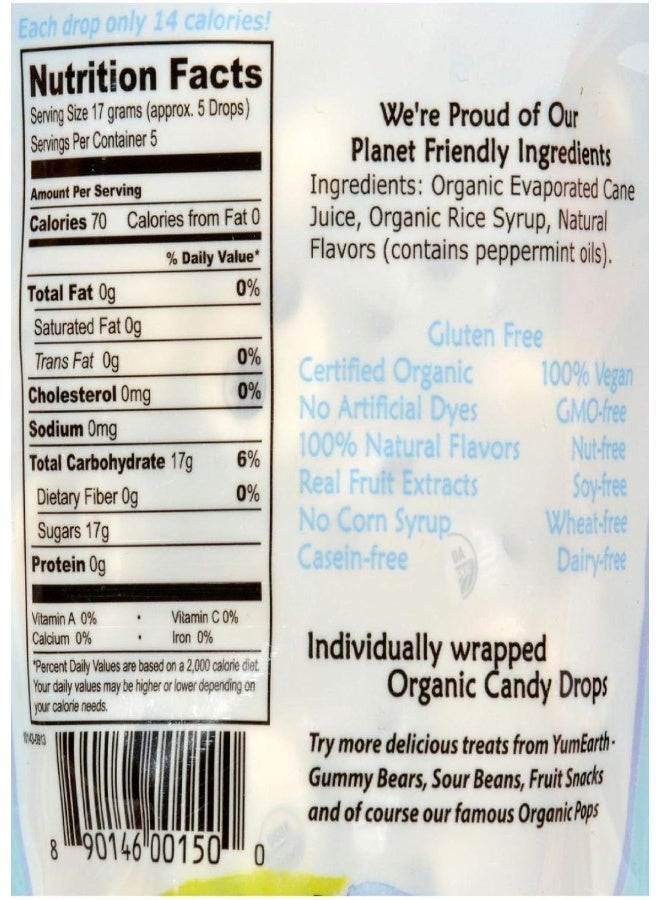 Each drop only 14 calories!
Nutrition Facts
Serving Size 17 grams (approx. 5 Drops)
Servings Per Container 5
Amount Per Serving
Calories 70 Calories from Fat 0
% Daily Value*
Total Fat 0g 0%
Saturated Fat 0g
Trans Fat 0g 0%
Cholesterol 0mg 0%
Sodium 0mg
Total Carbohydrate 17g 6%
Dietary Fiber 0g 0%
Sugars 17g
Protein 0g
Vitamin A 0% • Vitamin C 0%
Calcium 0% • Iron 0%
*Percent Daily Values are based on a 2,000 calorie diet.
Your daily values may be higher or lower depending on
your calorie needs.
8 90146 00150 0
We're Proud of Our
Planet Friendly Ingredients
Ingredients: Organic Evaporated Cane
Juice, Organic Rice Syrup, Natural
Flavors (contains peppermint oils).
Gluten Free
Certified Organic 100% Vegan
No Artificial Dyes GMO-free
100% Natural Flavors Nut-free
Real Fruit Extracts Soy-free
No Corn Syrup Wheat-free
Casein-free Dairy-free
Individually wrapped
Organic Candy Drops
Try more delicious treats from YumEarth-
Gummy Bears, Sour Beans, Fruit Snacks
and of course our famous Organic Pops